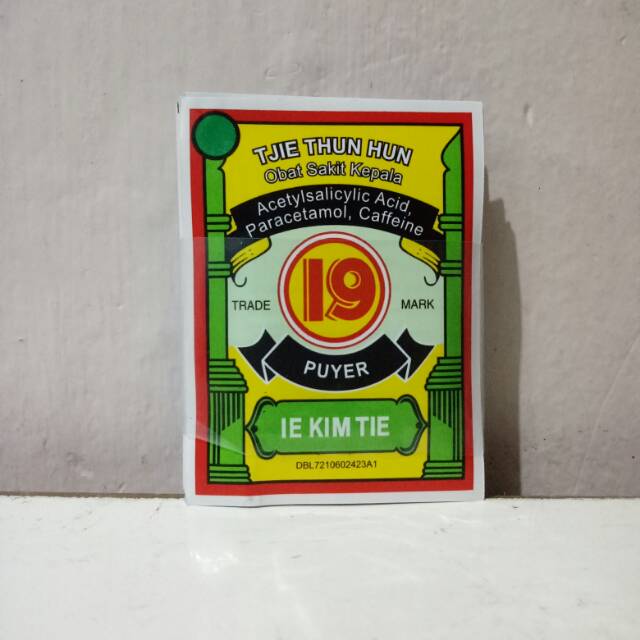 TJIE THUN HUN
Obat Sakit Kepala
Acetylsalicylic Acid,
Paracetamol, Caffeine
19
TRADE MARK
PUYER
IE KIM TIE
DBL7210602423A1